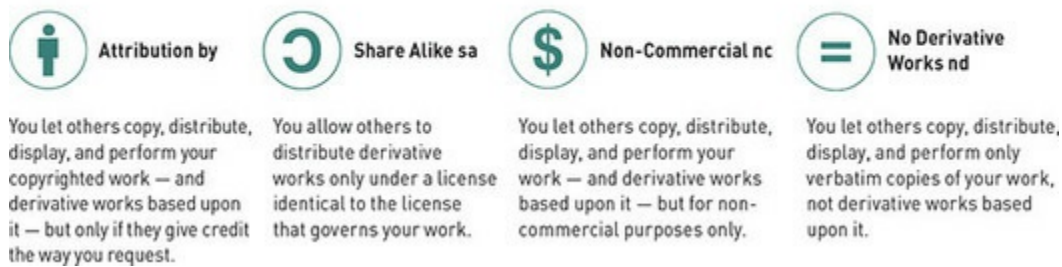 Attribution by
You let others copy, distribute,
display, and perform your
copyrighted work — and
derivative works based upon
it — but only if they give credit
the way you request.
Share Alike sa
You allow others to
distribute derivative
works only under a license
identical to the license
that governs your work.
$
Non-Commercial nc
You let others copy, distribute,
display, and perform your
work — and derivative works
based upon it — but for non-
commercial purposes only.
=
No Derivative
Works nd
You let others copy, distribute,
display, and perform only
verbatim copies of your work,
not derivative works based
upon it.